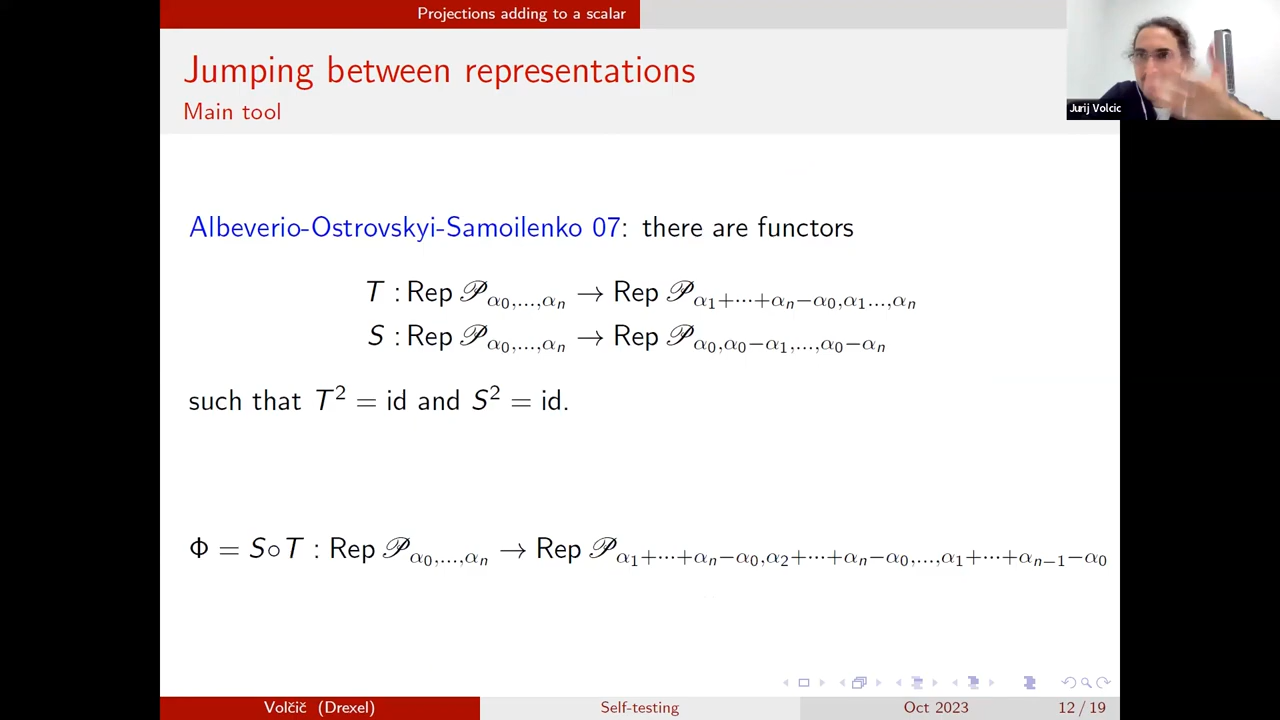 Projections adding to a scalar
Jumping between representations
Main tool
Jurij Volcic
Albeverio-Ostrovskyi-Samoilenko 07: there are functors
T : Rep 𝒫_{α₀,...,αₙ} → Rep 𝒫_{α₁+···+αₙ−α₀,α₁...,αₙ}
S : Rep 𝒫_{α₀,...,αₙ} → Rep 𝒫_{α₀,α₀−α₁,...,α₀−αₙ}
such that T² = id and S² = id.
Φ = S∘T : Rep 𝒫_{α₀,...,αₙ} → Rep 𝒫_{α₁+···+αₙ−α₀,α₂+···+αₙ−α₀,...,α₁+···+αₙ₋₁−α₀}
Volčič (Drexel)
Self-testing
Oct 2023
12 / 19